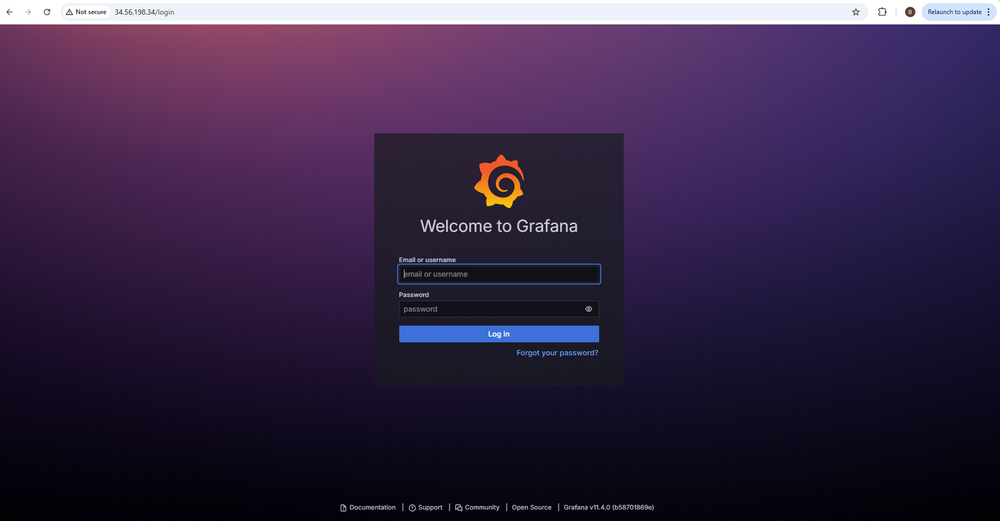 Not secure 34.56.198.34/login B Relaunch to update
Welcome to Grafana
Email or username
email or username
Password
password
Log in
Forgot your password?
Documentation | Support | Community | Open Source | Grafana v11.4.0 (b58701869e)